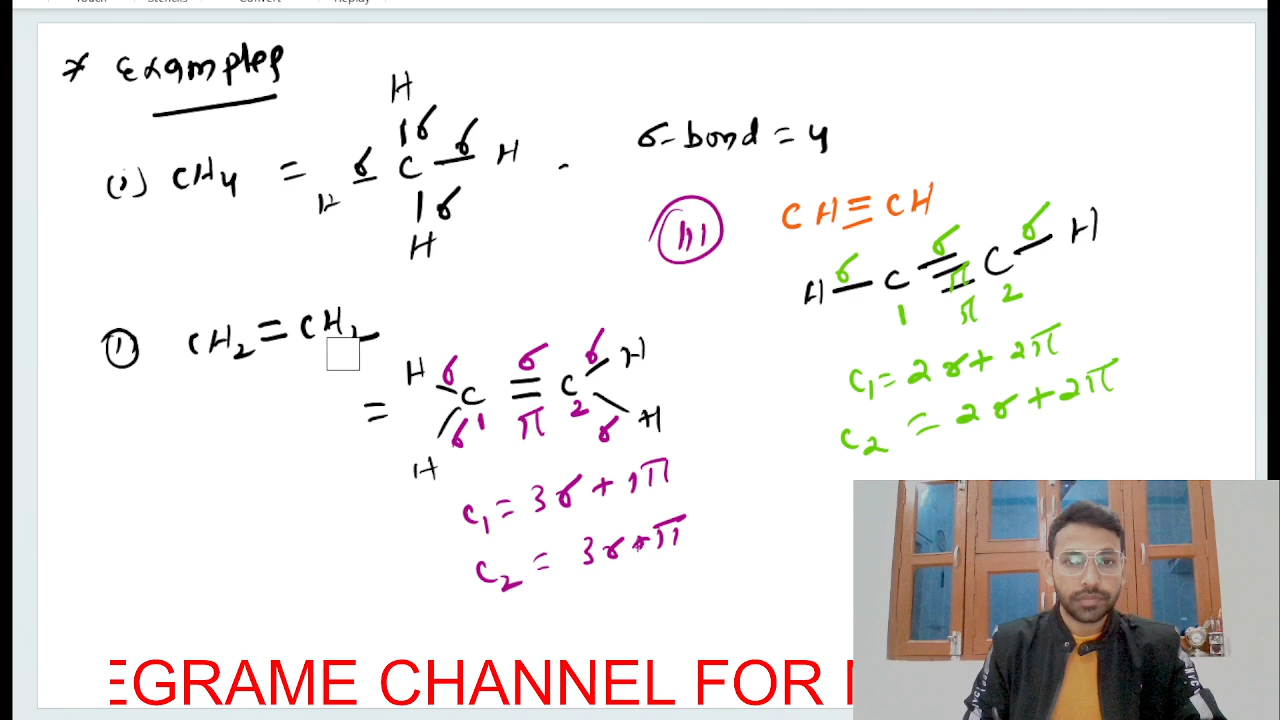 * Examples
(i) CH4 =
H
σ C σ H
H
σ
σ
H
σ-bond = 4
(ii) CH2=CH2
=
H σ C σ C σ H
1 π 2
H σ σ H
C1 = 3σ + 1π
C2 = 3σ + π
iii CH≡CH
H σ C σ C σ H
1 π 2
π
C1 = 2σ + 2π
C2 = 2σ + 2π
EGRAME CHANNEL FOR